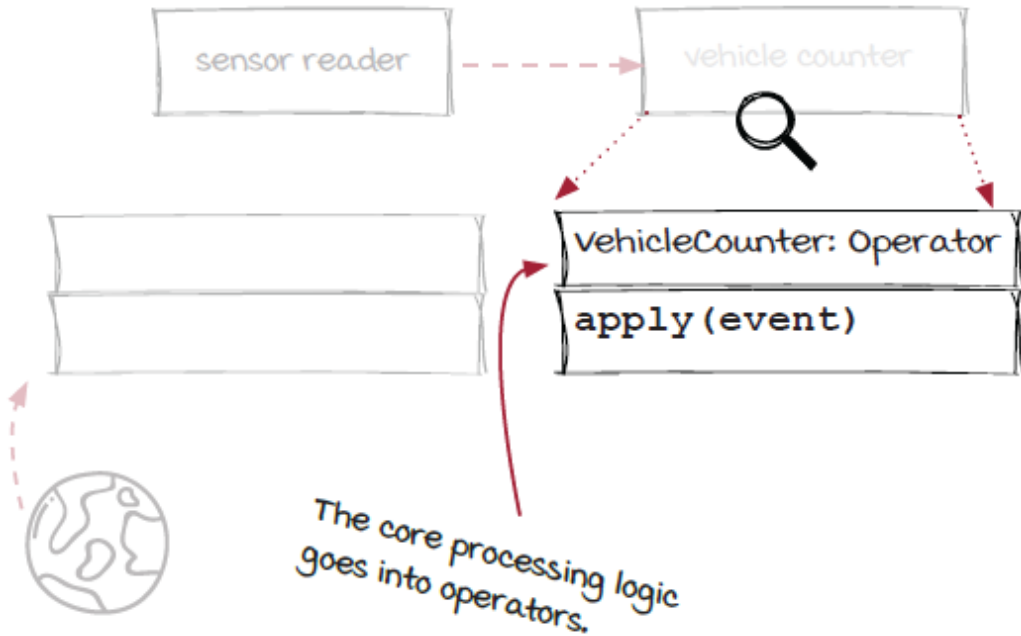 sensor reader
vehicle counter
VehicleCounter: Operator
apply(event)
The core processing logic
goes into operators.